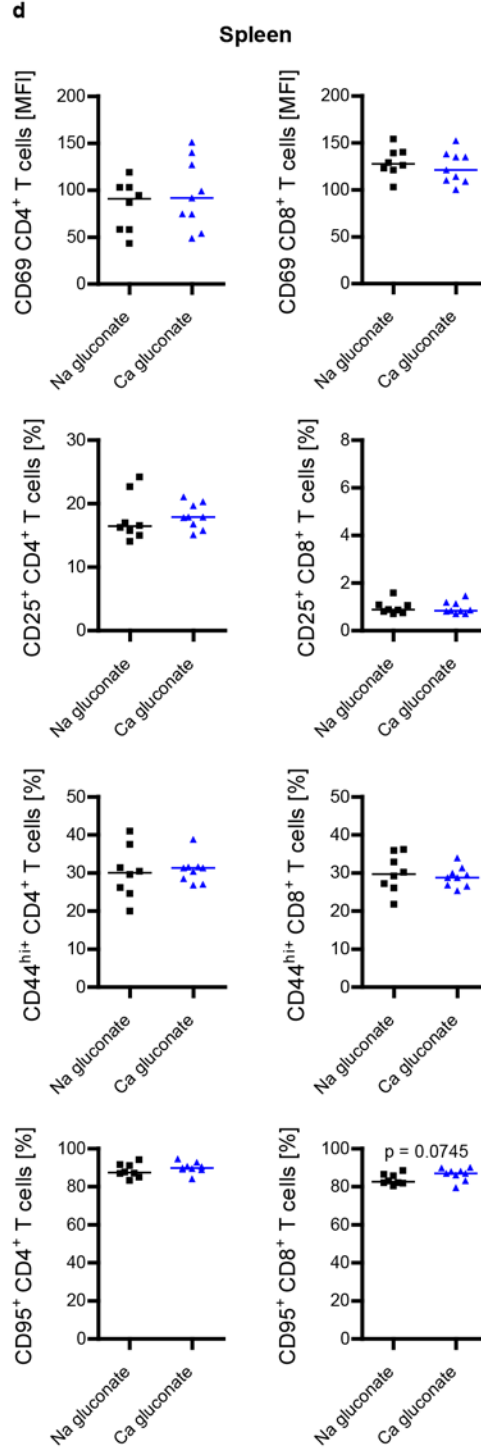 d
Spleen
CD69 CD4⁺ T cells [MFI]
200
150
100
50
0
Na gluconate
Ca gluconate
CD69 CD8⁺ T cells [MFI]
200
150
100
50
0
Na gluconate
Ca gluconate
CD25⁺ CD4⁺ T cells [%]
30
20
10
0
Na gluconate
Ca gluconate
CD25⁺ CD8⁺ T cells [%]
8
6
4
2
0
Na gluconate
Ca gluconate
CD44ʰⁱ⁺ CD4⁺ T cells [%]
50
40
30
20
10
0
Na gluconate
Ca gluconate
CD44ʰⁱ⁺ CD8⁺ T cells [%]
50
40
30
20
10
0
Na gluconate
Ca gluconate
CD95⁺ CD4⁺ T cells [%]
100
80
60
40
20
0
Na gluconate
Ca gluconate
CD95⁺ CD8⁺ T cells [%]
100
80
60
40
20
0
p = 0.0745
Na gluconate
Ca gluconate